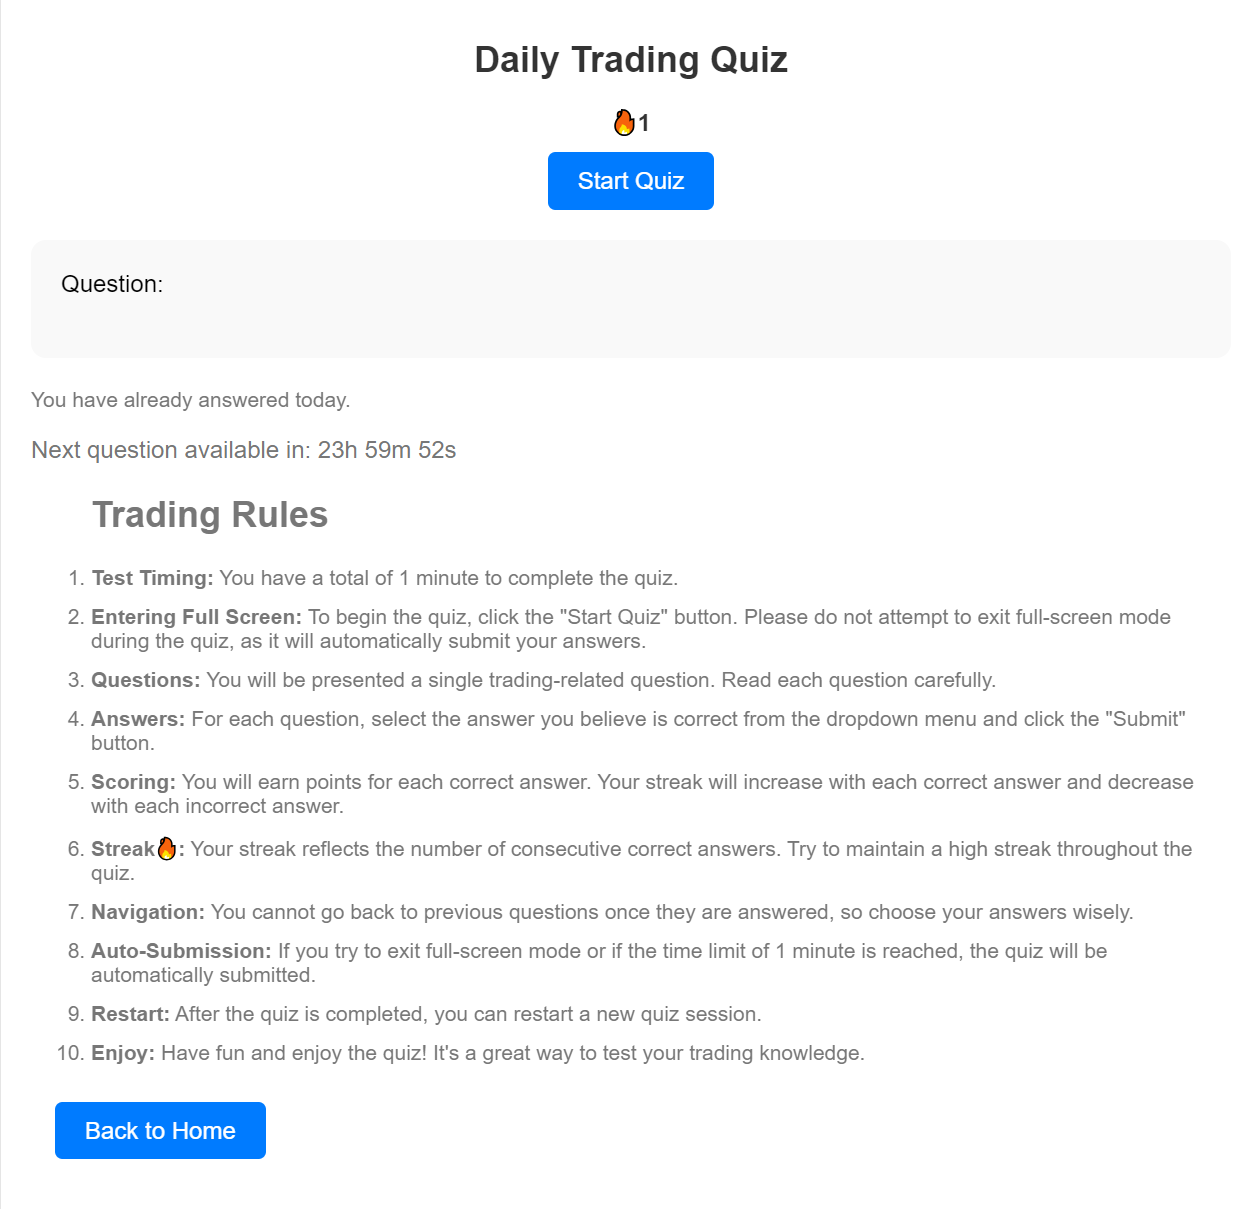 Daily Trading Quiz
🔥1
Start Quiz
Question:
You have already answered today.
Next question available in: 23h 59m 52s
Trading Rules
1. Test Timing: You have a total of 1 minute to complete the quiz.
2. Entering Full Screen: To begin the quiz, click the "Start Quiz" button. Please do not attempt to exit full-screen mode
during the quiz, as it will automatically submit your answers.
3. Questions: You will be presented a single trading-related question. Read each question carefully.
4. Answers: For each question, select the answer you believe is correct from the dropdown menu and click the "Submit"
button.
5. Scoring: You will earn points for each correct answer. Your streak will increase with each correct answer and decrease
with each incorrect answer.
6. Streak🔥: Your streak reflects the number of consecutive correct answers. Try to maintain a high streak throughout the
quiz.
7. Navigation: You cannot go back to previous questions once they are answered, so choose your answers wisely.
8. Auto-Submission: If you try to exit full-screen mode or if the time limit of 1 minute is reached, the quiz will be
automatically submitted.
9. Restart: After the quiz is completed, you can restart a new quiz session.
10. Enjoy: Have fun and enjoy the quiz! It's a great way to test your trading knowledge.
Back to Home